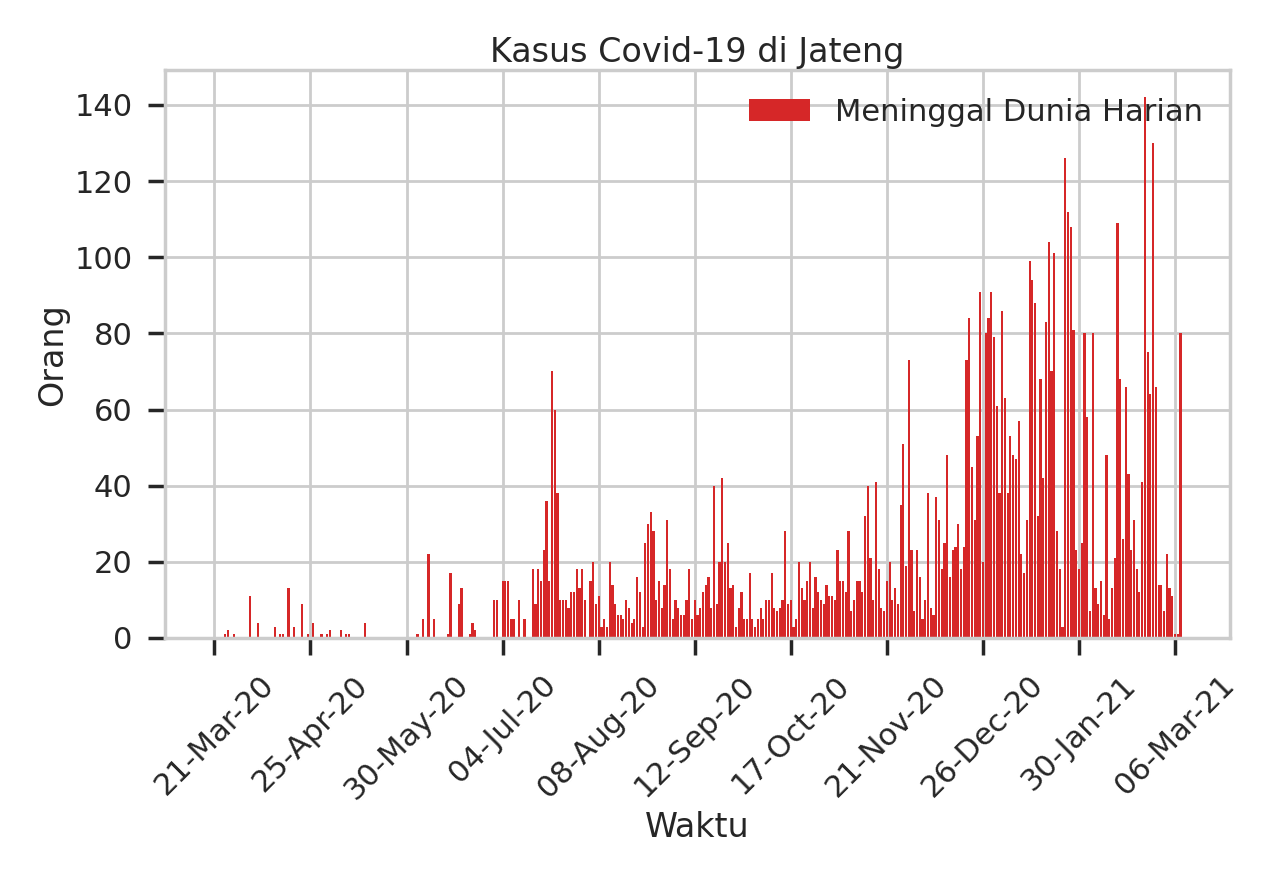 Kasus Covid-19 di Jateng
Meninggal Dunia Harian
140
120
100
80
60
40
20
0
Orang
21-Mar-20
25-Apr-20
30-May-20
04-Jul-20
08-Aug-20
12-Sep-20
17-Oct-20
21-Nov-20
26-Dec-20
30-Jan-21
06-Mar-21
Waktu